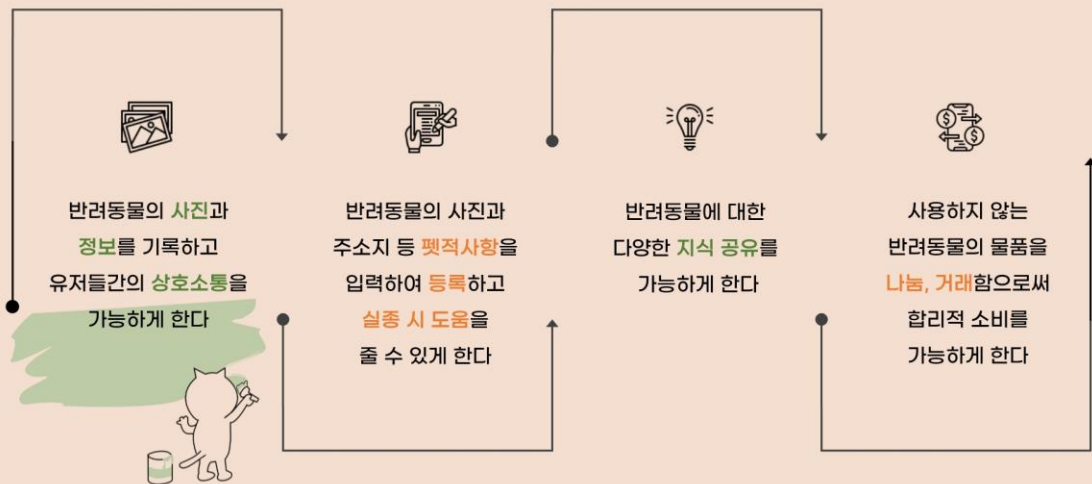 반려동물의 사진과
정보를 기록하고
유저들간의 상호소통을
가능하게 한다
반려동물의 사진과
주소지 등 펫적사항을
입력하여 등록하고
실종 시 도움을
줄 수 있게 한다
반려동물에 대한
다양한 지식 공유를
가능하게 한다
사용하지 않는
반려동물의 물품을
나눔, 거래함으로써
합리적 소비를
가능하게 한다